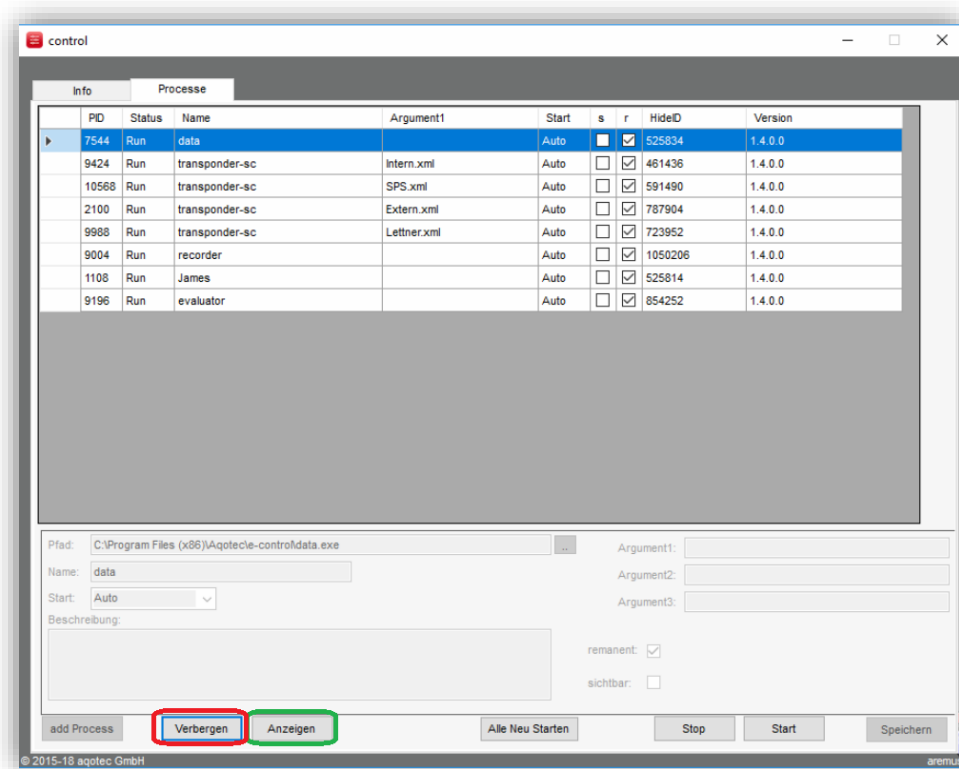 control
Info Processe
PID Status Name Argument1 Start s r HideID Version
7544 Run data Auto 525834 1.4.0.0
9424 Run transponder-sc Intern.xml Auto 461436 1.4.0.0
10568 Run transponder-sc SPS.xml Auto 591490 1.4.0.0
2100 Run transponder-sc Extern.xml Auto 787904 1.4.0.0
9988 Run transponder-sc Lettner.xml Auto 723952 1.4.0.0
9004 Run recorder Auto 1050206 1.4.0.0
1108 Run James Auto 525814 1.4.0.0
9196 Run evaluator Auto 854252 1.4.0.0
Pfad: C:\Program Files (x86)\Aqotec\e-control\data.exe .. Argument1:
Name: data Argument2:
Start: Auto Argument3:
Beschreibung:
remanent:
sichtbar:
add Process Verbergen Anzeigen Alle Neu Starten Stop Start Speichern
© 2015-18 aqotec GmbH aremus